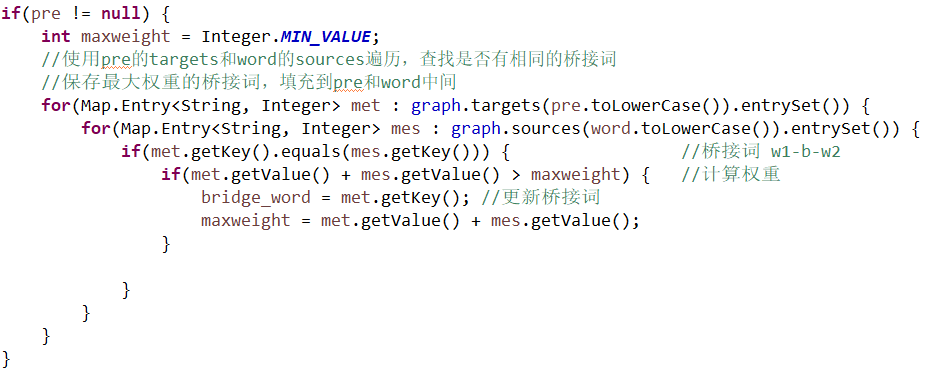 if(pre != null) {
    int maxweight = Integer.MIN_VALUE;
    //使用pre的targets和word的sources遍历，查找是否有相同的桥接词
    //保存最大权重的桥接词，填充到pre和word中间
    for(Map.Entry<String, Integer> met : graph.targets(pre.toLowerCase()).entrySet()) {
        for(Map.Entry<String, Integer> mes : graph.sources(word.toLowerCase()).entrySet()) {
            if(met.getKey().equals(mes.getKey())) {                 //桥接词 w1-b-w2
                if(met.getValue() + mes.getValue() > maxweight) {   //计算权重
                    bridge_word = met.getKey(); //更新桥接词
                    maxweight = met.getValue() + mes.getValue();
                }
            }
        }
    }
}